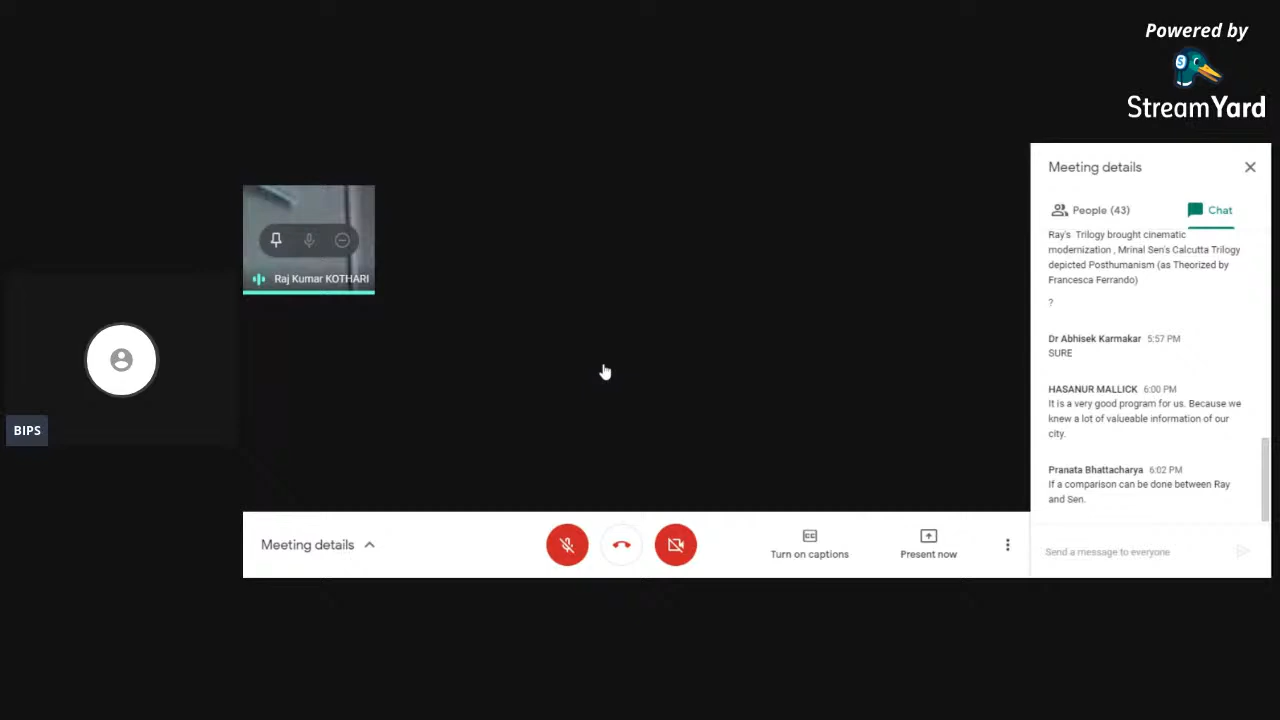 Powered by
StreamYard
Meeting details
People (43)
Chat
Ray's Trilogy brought cinematic
modernization , Mrinal Sen's Calcutta Trilogy
depicted Posthumanism (as Theorized by
Francesca Ferrando)
?
Dr Abhisek Karmakar 5:57 PM
SURE
HASANUR MALLICK 6:00 PM
It is a very good program for us. Because we
knew a lot of valueable information of our
city.
Pranata Bhattacharya 6:02 PM
If a comparison can be done between Ray
and Sen.
Send a message to everyone
Raj Kumar KOTHARI
BIPS
Meeting details
CC
Turn on captions
Present now